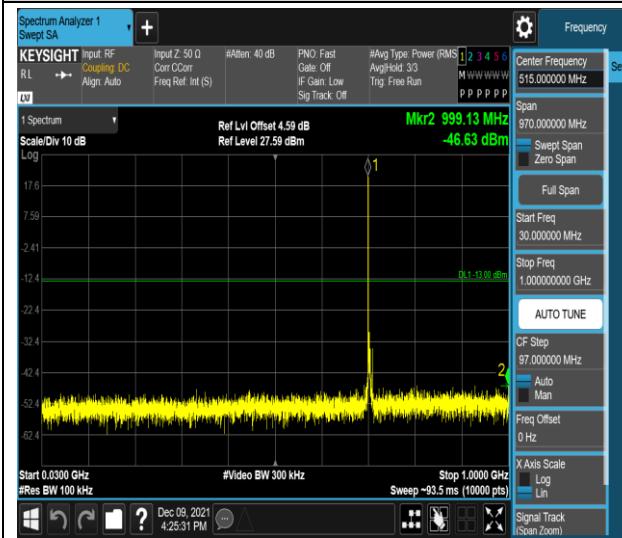 Spectrum Analyzer 1
Swept SA
Frequency
KEYSIGHT
RL
LXI
Input: RF
Coupling: DC
Align: Auto
Input Z: 50 Ω
Corr CCorr
Freq Ref: Int (S)
#Atten: 40 dB
PNO: Fast
Gate: Off
IF Gain: Low
Sig Track: Off
#Avg Type: Power (RMS
Avg|Hold: 3/3
Trig: Free Run
1 2 3 4 5 6
M W W W W W
P P P P P P
1 Spectrum
Scale/Div 10 dB
Log
Ref Lvl Offset 4.59 dB
Ref Level 27.59 dBm
Mkr2 999.13 MHz
-46.63 dBm
1
17.6
7.59
-2.41
-12.4
DL1 -13.00 dBm
-22.4
-32.4
-42.4
2
-52.4
-62.4
Start 0.0300 GHz
#Res BW 100 kHz
#Video BW 300 kHz
Stop 1.0000 GHz
Sweep ~93.5 ms (10000 pts)
?
Dec 09, 2021
4:25:31 PM
Center Frequency
515.000000 MHz
Se
Span
970.000000 MHz
Swept Span
Zero Span
Full Span
Start Freq
30.000000 MHz
Stop Freq
1.000000000 GHz
AUTO TUNE
CF Step
97.000000 MHz
Auto
Man
Freq Offset
0 Hz
X Axis Scale
Log
Lin
Signal Track
(Span Zoom)